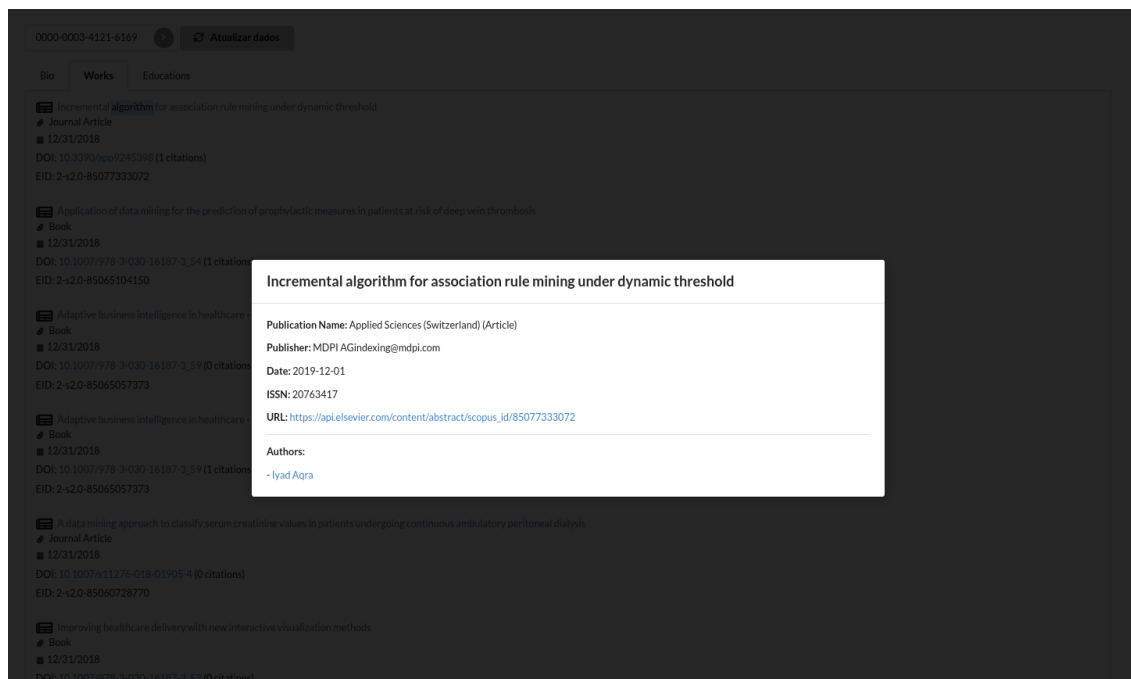 0000-0003-4121-6169
Atualizar dados
Bio
Works
Educations
Incremental algorithm for association rule mining under dynamic threshold
Journal Article
12/31/2018
DOI: 10.3390/app9245398 (1 citations)
EID: 2-s2.0-85077333072
Application of data mining for the prediction of prophylactic measures in patients at risk of deep vein thrombosis
Book
12/31/2018
DOI: 10.1007/978-3-030-16187-3_54 (1 citations
EID: 2-s2.0-85065104150
Adaptive business intelligence in healthcare -
Book
12/31/2018
DOI: 10.1007/978-3-030-16187-3_59 (0 citations
EID: 2-s2.0-85065057373
Adaptive business intelligence in healthcare -
Book
12/31/2018
DOI: 10.1007/978-3-030-16187-3_59 (1 citations
EID: 2-s2.0-85065057373
Incremental algorithm for association rule mining under dynamic threshold
Publication Name: Applied Sciences (Switzerland) (Article)
Publisher: MDPI AGindexing@mdpi.com
Date: 2019-12-01
ISSN: 20763417
URL: https://api.elsevier.com/content/abstract/scopus_id/85077333072
Authors:
- Iyad Aqra
A data mining approach to classify serum creatinine values in patients undergoing continuous ambulatory peritoneal dialysis
Journal Article
12/31/2018
DOI: 10.1007/s11276-018-01905-4 (0 citations)
EID: 2-s2.0-85060728770
Improving healthcare delivery with new interactive visualization methods
Book
12/31/2018
DOI: 10.1007/978-3-030-16187-3_52 (0 citations)